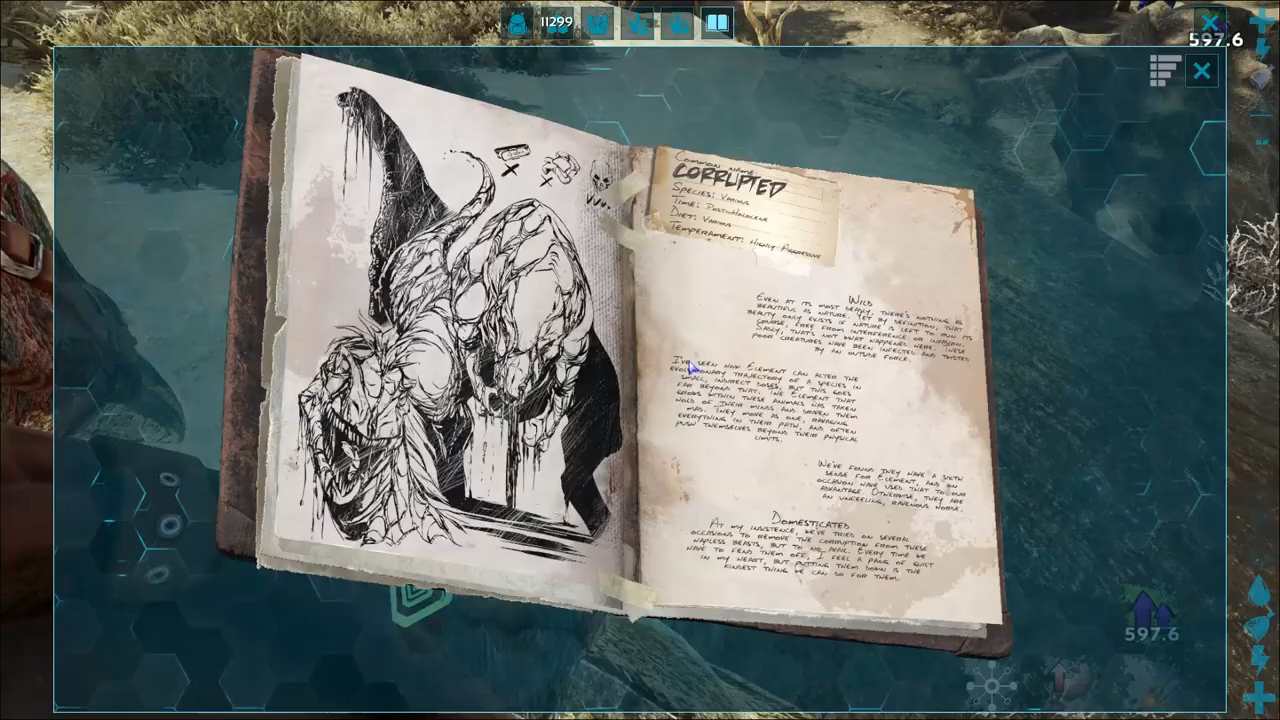 11299
597.6
Common name
CORRUPTED
Species: Various
Time: Post-Holocene
Diet: Various
Temperament: Highly Aggressive
Wild
Even at its most deadly, there's nothing as
beautiful as nature. Yet by definition, that
beauty only exists if nature is left to run its
course, free from interference or invasion.
Sadly, that's not what happened here. These
poor creatures have been infected and twisted
by an outside force.
I've seen how Element can alter the
evolutionary trajectory of a species in
small, indirect doses, but this goes
far beyond that. The Element that
grows within these animals has taken
hold of their minds and driven them
mad. They move as one, ravaging
everything in their path, and often
push themselves beyond their physical
limits.
We've found they have a sixth
sense for Element, and on
occasion have used that to our
advantage. Otherwise, they are
an unfeeling, ravenous horde.
Domesticated
At my insistence, we've tried on several
occasions to remove the corruption from these
hapless beasts, but to no avail. Every time we
have to fend them off, I feel a pang of guilt
in my heart, but putting them down is the
kindest thing we can do for them.
597.6